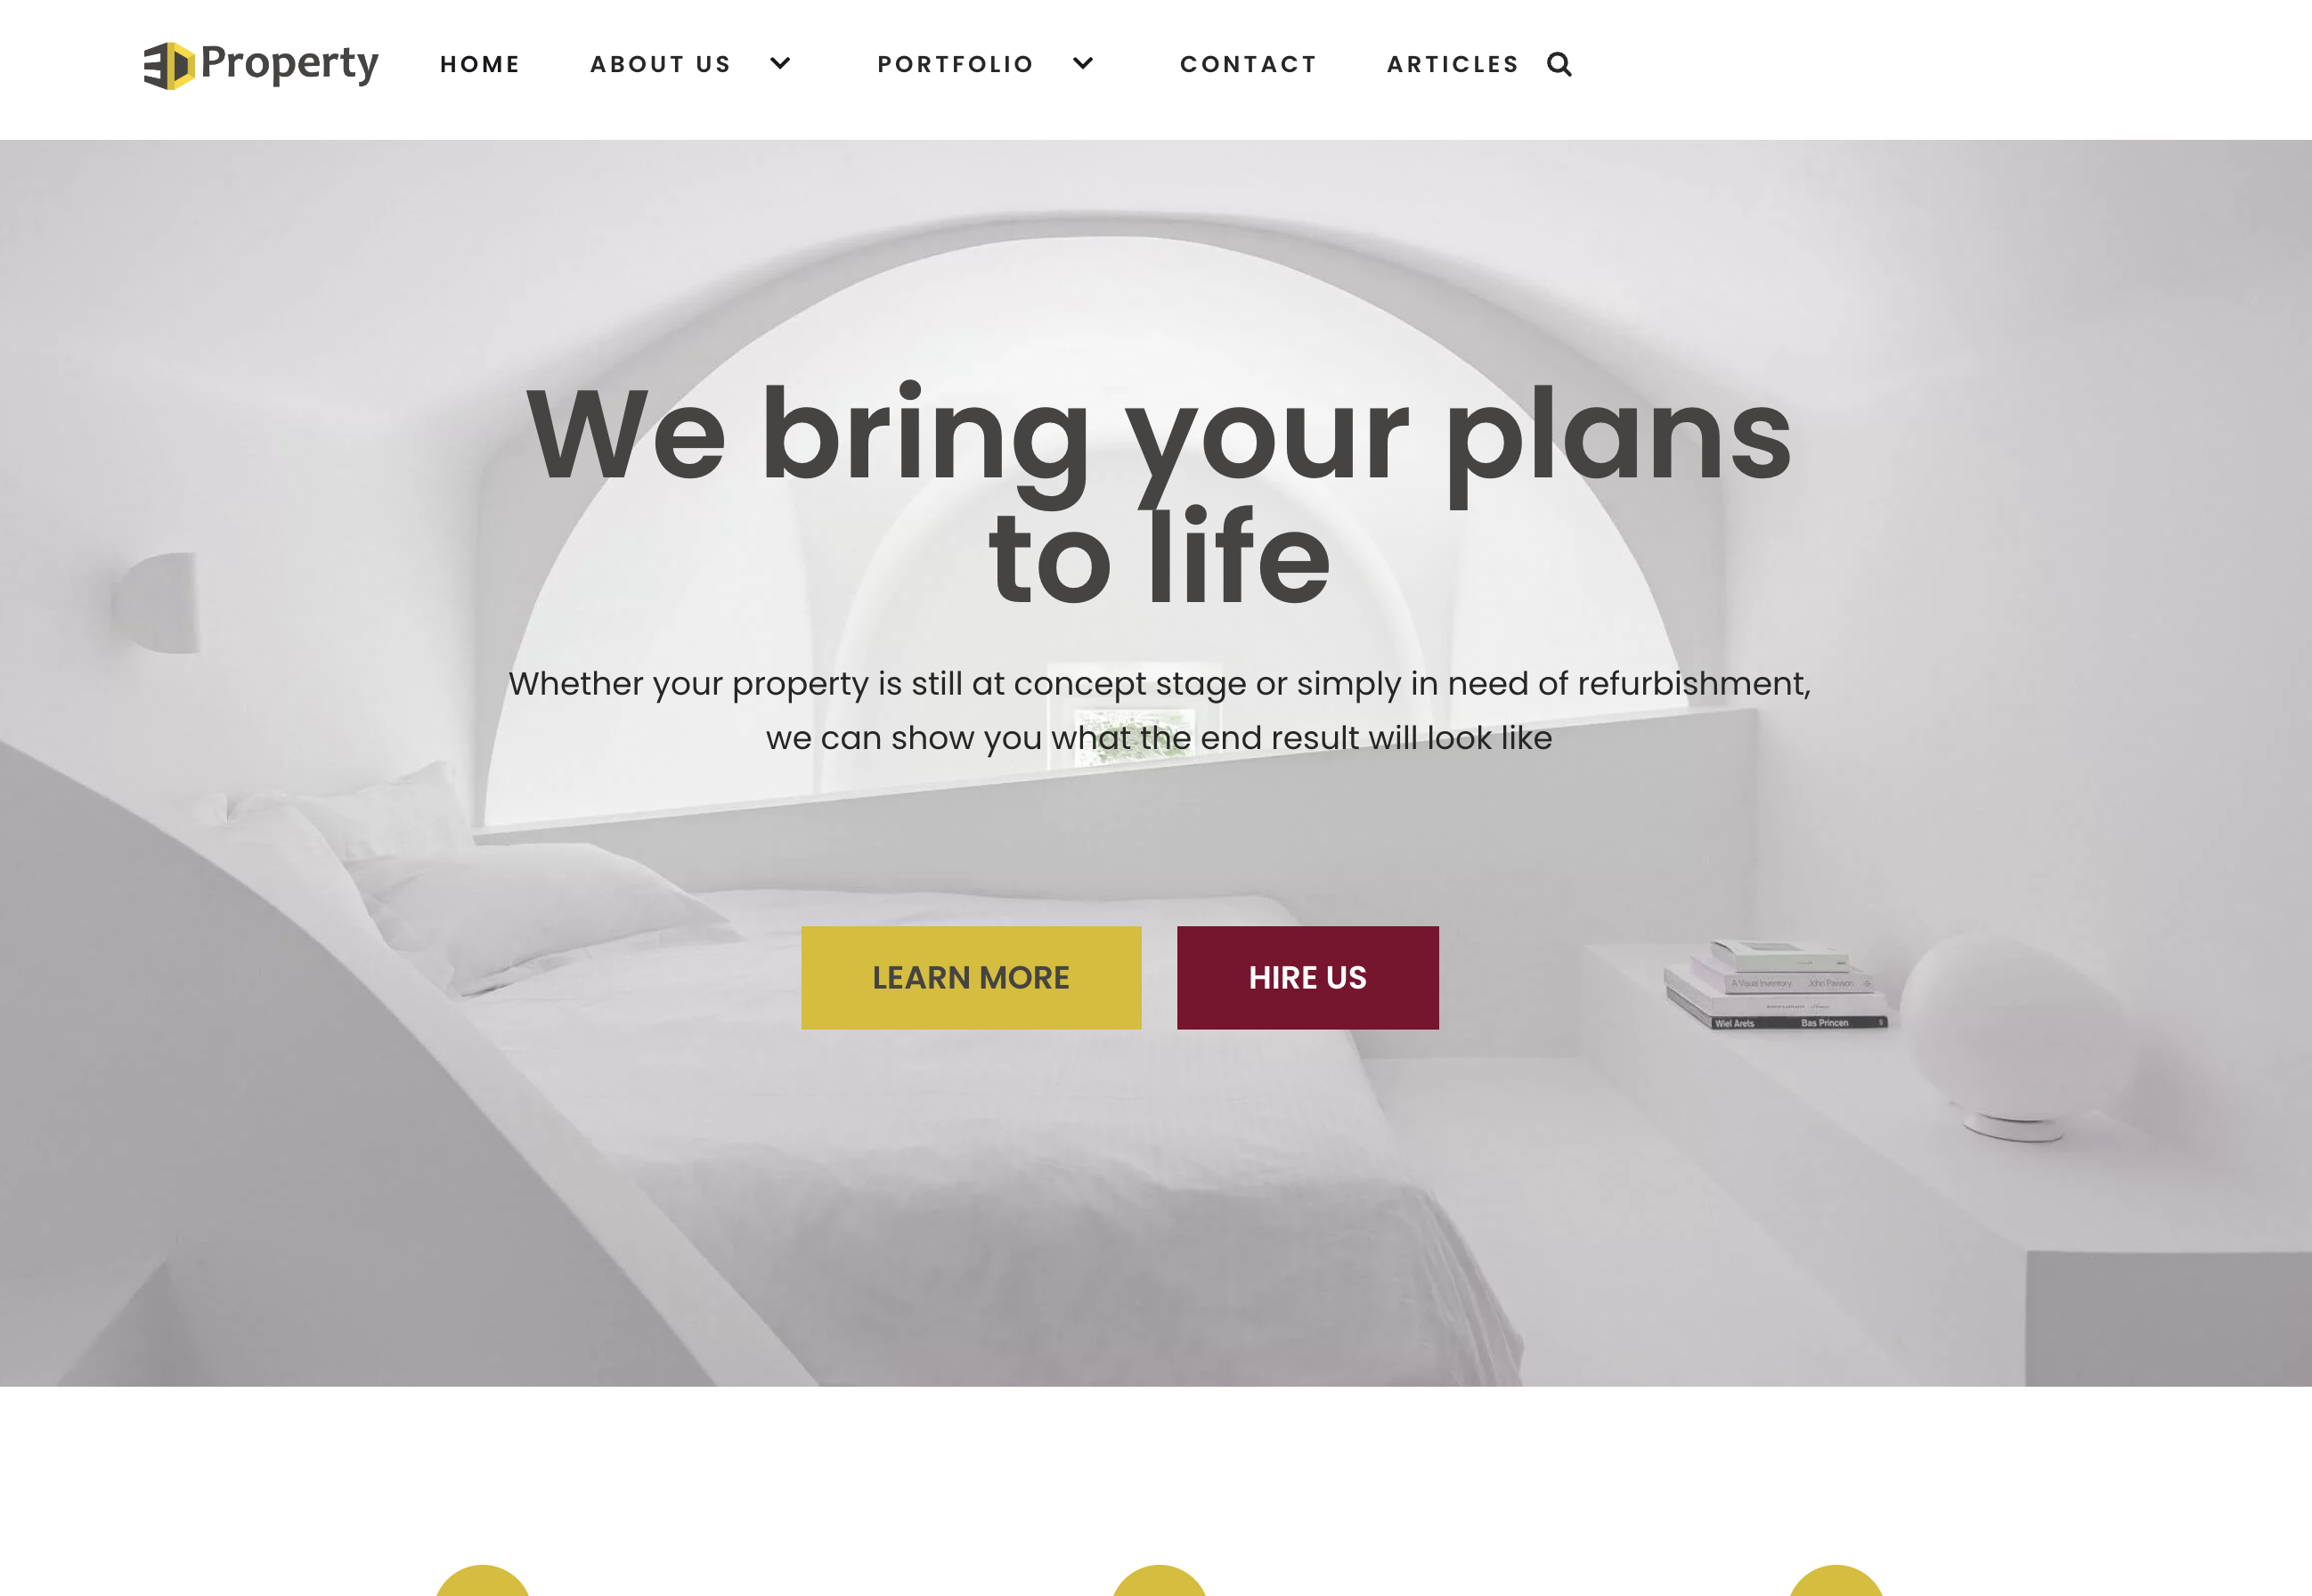 3D Property
HOME
ABOUT US
PORTFOLIO
CONTACT
ARTICLES
We bring your plans
to life
Whether your property is still at concept stage or simply in need of refurbishment,
we can show you what the end result will look like
LEARN MORE
HIRE US
A Visual Inventory John Pawson
Wiel Arets Bas Princen